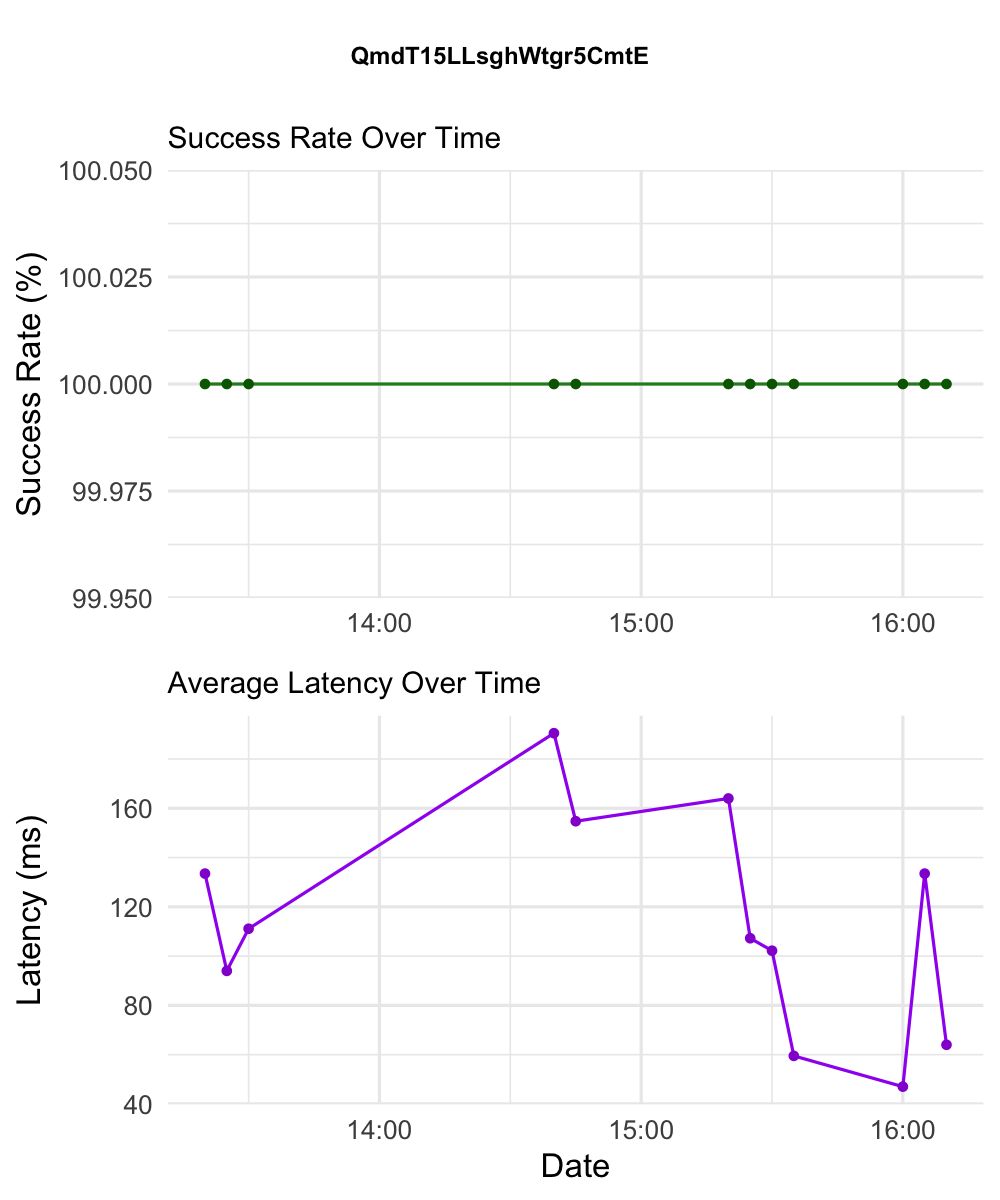 QmdT15LLsghWtgr5CmtE
Success Rate Over Time
Success Rate (%)
100.050
100.025
100.000
99.975
99.950
14:00 15:00 16:00
Average Latency Over Time
Latency (ms)
160
120
80
40
14:00 15:00 16:00
Date